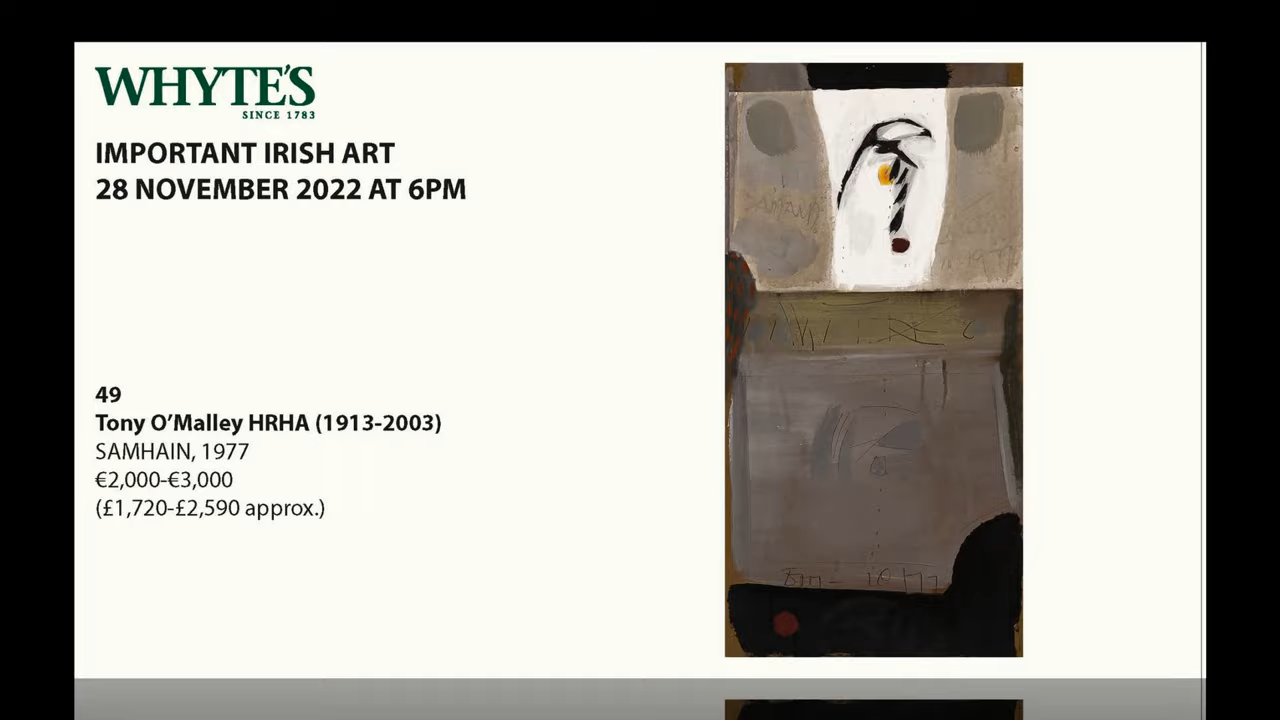 WHYTE'S
SINCE 1783
IMPORTANT IRISH ART
28 NOVEMBER 2022 AT 6PM
49
Tony O'Malley HRHA (1913-2003)
SAMHAIN, 1977
€2,000-€3,000
(£1,720-£2,590 approx.)